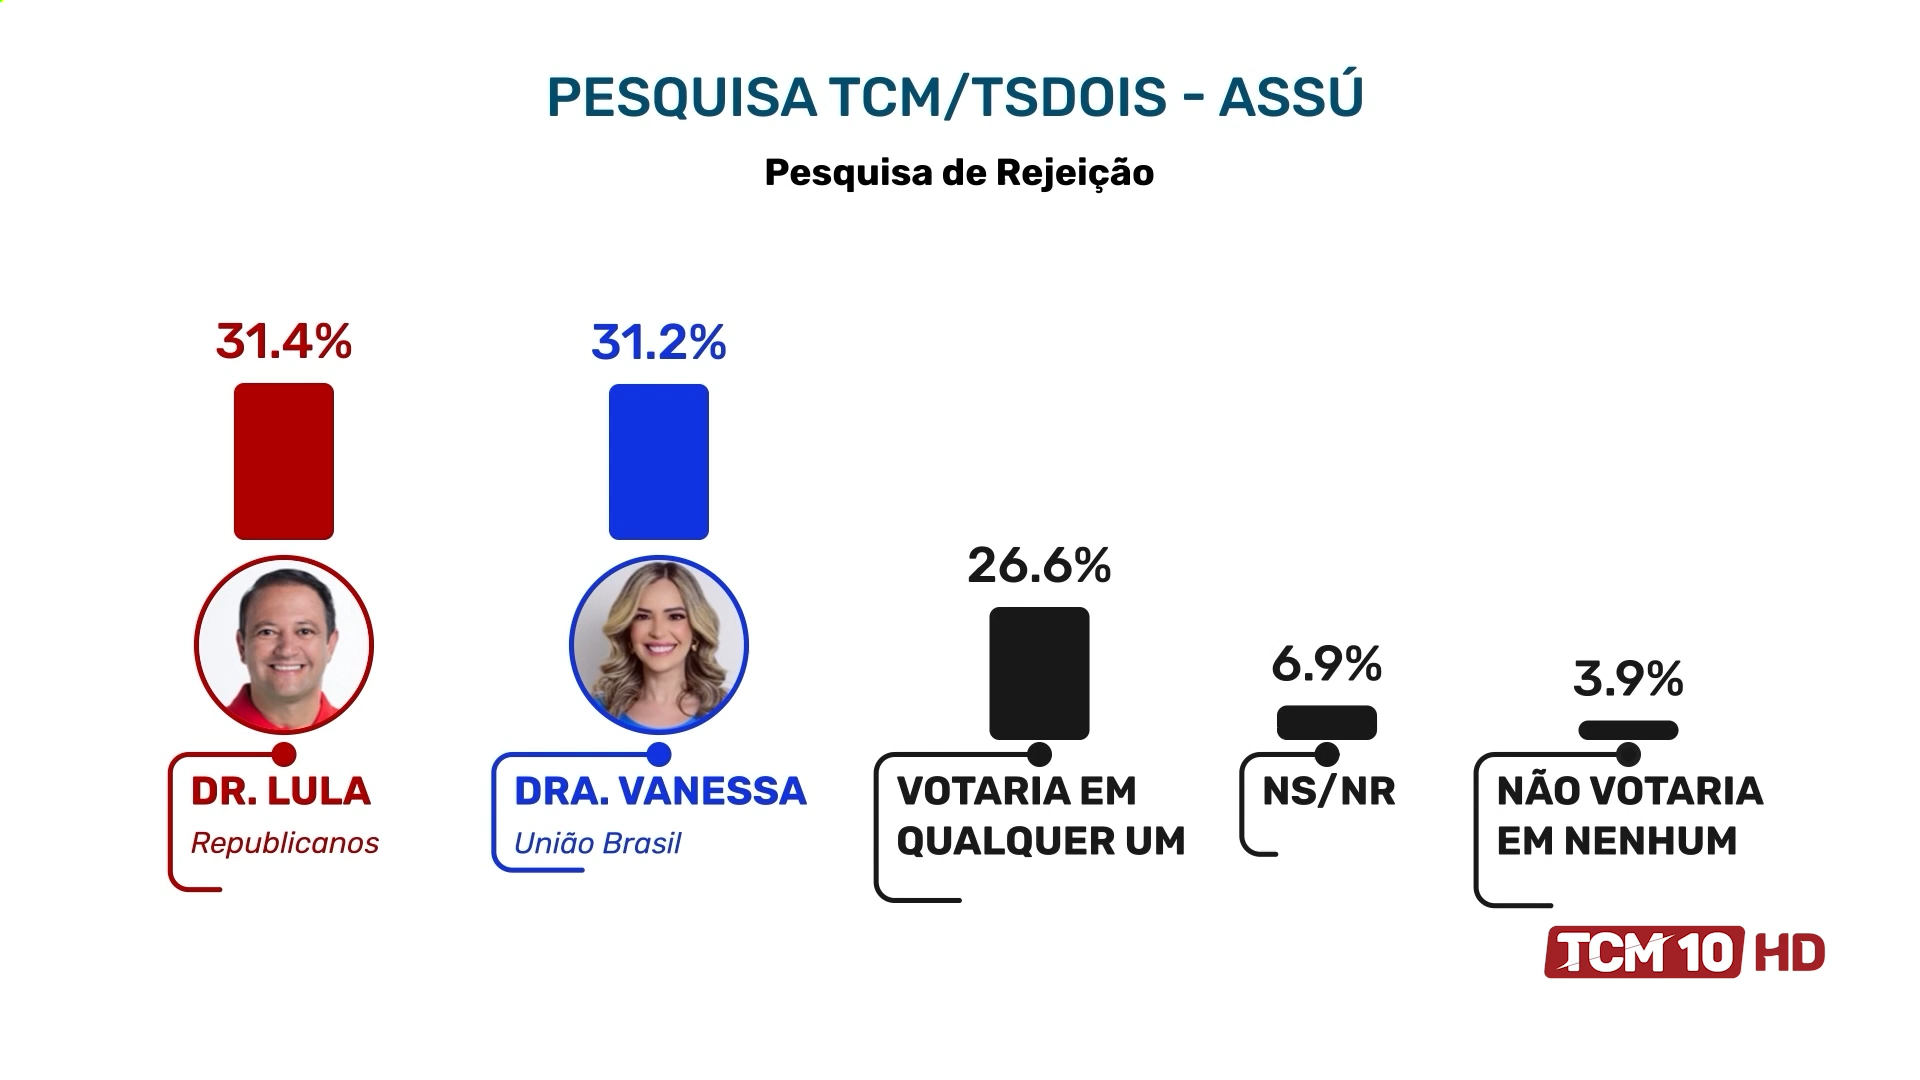 PESQUISA TCM/TSDOIS - ASSÚ
Pesquisa de Rejeição
31.4%
DR. LULA
Republicanos
31.2%
DRA. VANESSA
União Brasil
26.6%
VOTARIA EM
QUALQUER UM
6.9%
NS/NR
3.9%
NÃO VOTARIA
EM NENHUM
TCM 10 HD